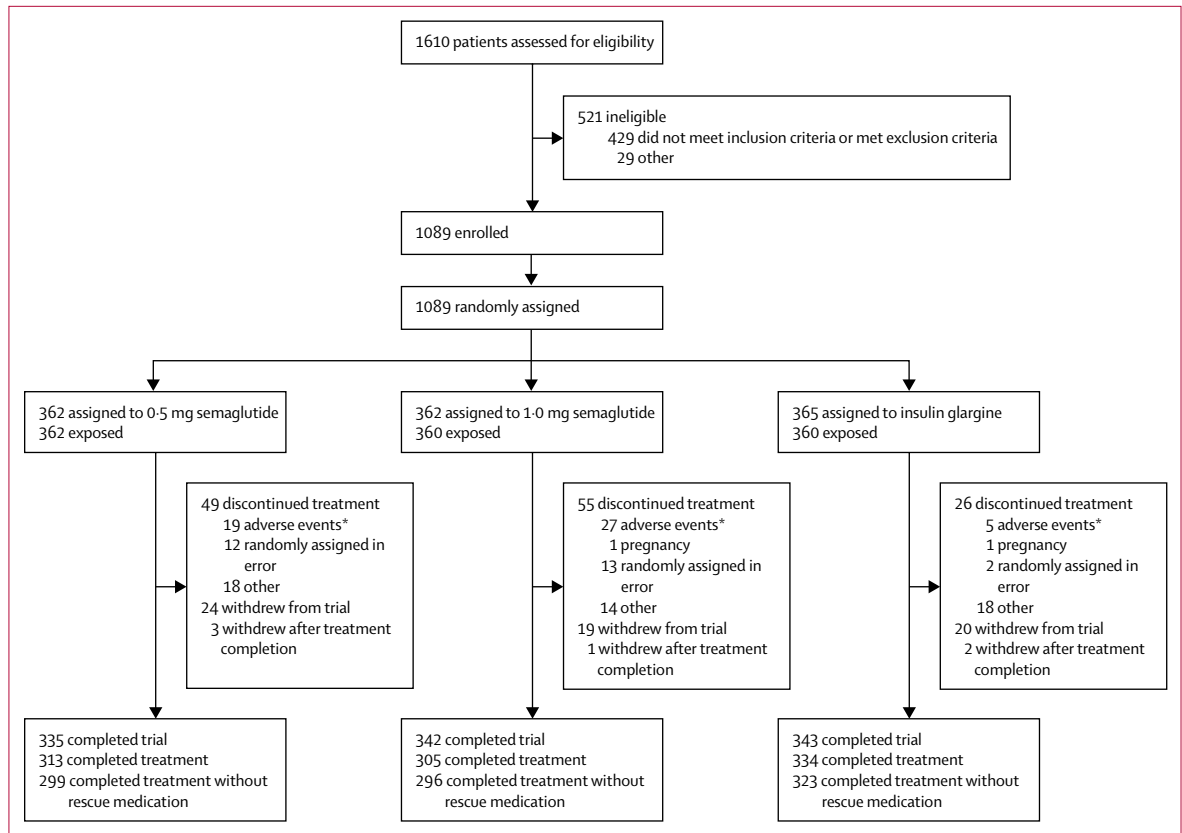 1610 patients assessed for eligibility
521 ineligible
429 did not meet inclusion criteria or met exclusion criteria
29 other
1089 enrolled
1089 randomly assigned
362 assigned to 0·5 mg semaglutide
362 exposed
362 assigned to 1·0 mg semaglutide
360 exposed
365 assigned to insulin glargine
360 exposed
49 discontinued treatment
19 adverse events*
12 randomly assigned in
error
18 other
24 withdrew from trial
3 withdrew after treatment
completion
55 discontinued treatment
27 adverse events*
1 pregnancy
13 randomly assigned in
error
14 other
19 withdrew from trial
1 withdrew after treatment
completion
26 discontinued treatment
5 adverse events*
1 pregnancy
2 randomly assigned in
error
18 other
20 withdrew from trial
2 withdrew after treatment
completion
335 completed trial
313 completed treatment
299 completed treatment without
rescue medication
342 completed trial
305 completed treatment
296 completed treatment without
rescue medication
343 completed trial
334 completed treatment
323 completed treatment without
rescue medication